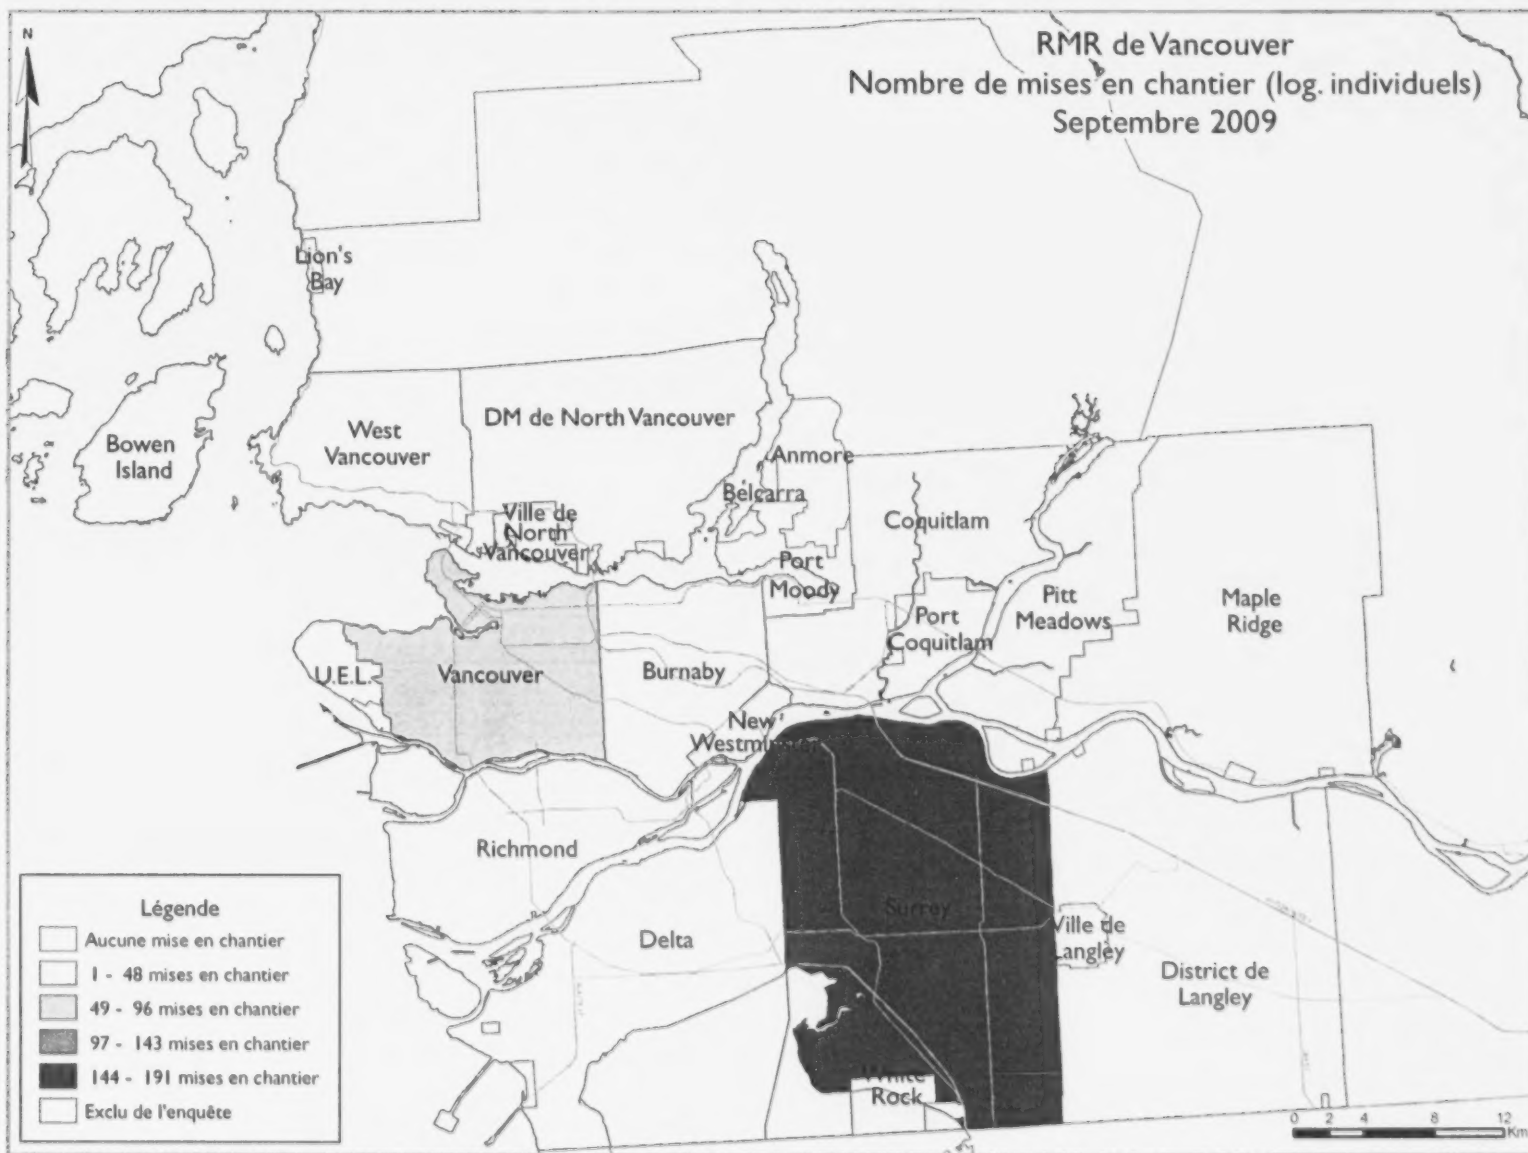 N
RMR de Vancouver
Nombre de mises en chantier (log. individuels)
Septembre 2009
Lion's
Bay
Bowen
Island
West
Vancouver
DM de North Vancouver
Anmore
Belcarra
Ville de
North
Vancouver
Port
Moody
Coquitlam
Port
Coquitlam
Pitt
Meadows
Maple
Ridge
U.E.L.
Vancouver
Burnaby
New
Westminster
Richmond
Delta
Surrey
Ville de
Langley
District de
Langley
White
Rock
Légende
Aucune mise en chantier
1 - 48 mises en chantier
49 - 96 mises en chantier
97 - 143 mises en chantier
144 - 191 mises en chantier
Exclu de l'enquête
0 2 4 8 12
Km